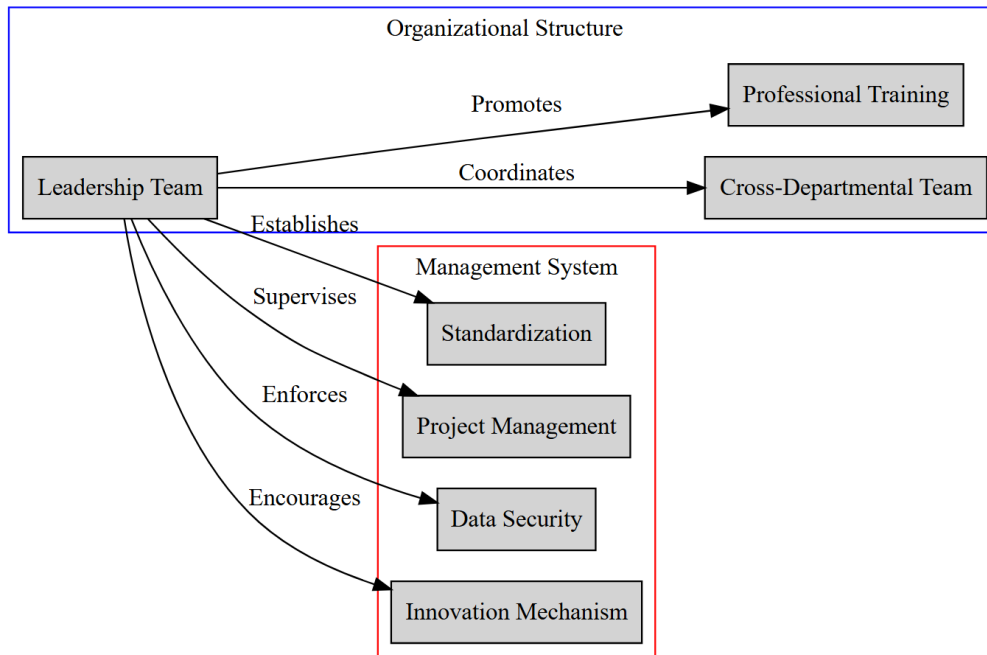 Organizational Structure
Professional Training
Promotes
Leadership Team
Coordinates
Cross-Departmental Team
Establishes
Management System
Supervises
Standardization
Enforces
Project Management
Encourages
Data Security
Innovation Mechanism